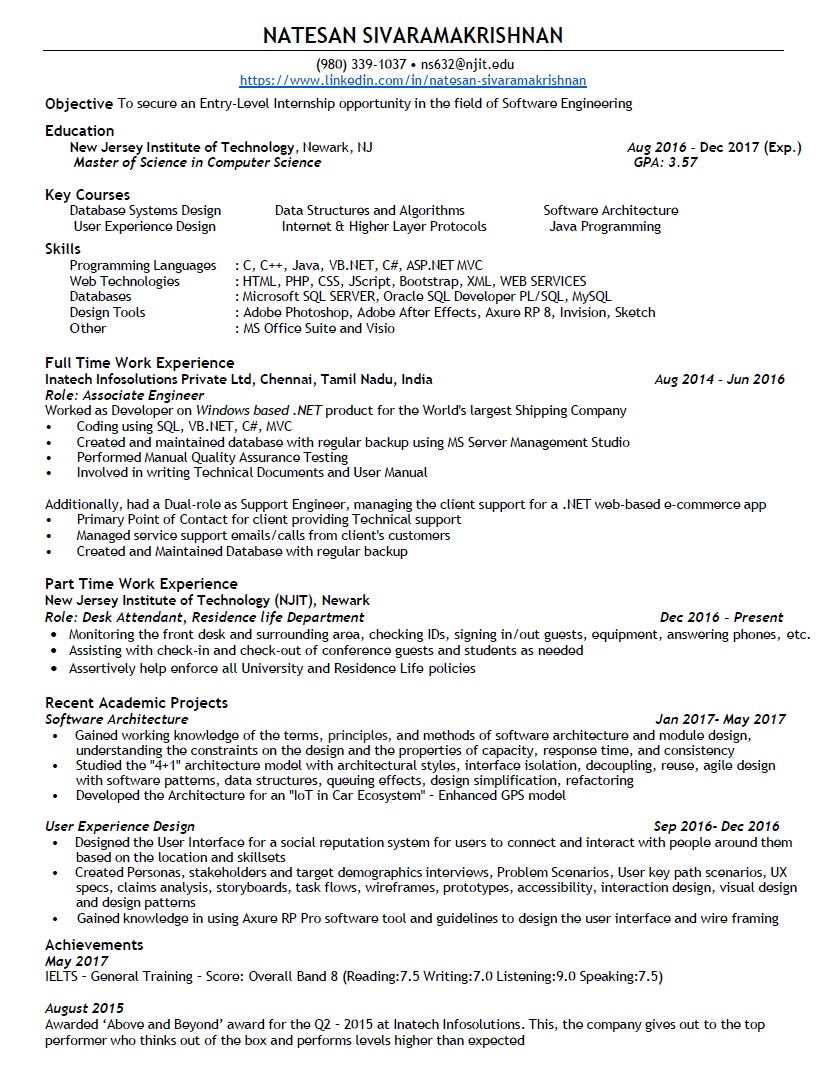 NATESAN SIVARAMAKRISHNAN
(980) 339-1037 • ns632@njit.edu
https://www.linkedin.com/in/natesan-sivaramakrishnan
Objective To secure an Entry-Level Internship opportunity in the field of Software Engineering
Education
New Jersey Institute of Technology, Newark, NJ Aug 2016 – Dec 2017 (Exp.)
Master of Science in Computer Science GPA: 3.57
Key Courses
Database Systems Design Data Structures and Algorithms Software Architecture
User Experience Design Internet & Higher Layer Protocols Java Programming
Skills
Programming Languages : C, C++, Java, VB.NET, C#, ASP.NET MVC
Web Technologies : HTML, PHP, CSS, JScript, Bootstrap, XML, WEB SERVICES
Databases : Microsoft SQL SERVER, Oracle SQL Developer PL/SQL, MySQL
Design Tools : Adobe Photoshop, Adobe After Effects, Axure RP 8, Invision, Sketch
Other : MS Office Suite and Visio
Full Time Work Experience
Inatech Infosolutions Private Ltd, Chennai, Tamil Nadu, India Aug 2014 – Jun 2016
Role: Associate Engineer
Worked as Developer on Windows based .NET product for the World's largest Shipping Company
• Coding using SQL, VB.NET, C#, MVC
• Created and maintained database with regular backup using MS Server Management Studio
• Performed Manual Quality Assurance Testing
• Involved in writing Technical Documents and User Manual
Additionally, had a Dual-role as Support Engineer, managing the client support for a .NET web-based e-commerce app
• Primary Point of Contact for client providing Technical support
• Managed service support emails/calls from client's customers
• Created and Maintained Database with regular backup
Part Time Work Experience
New Jersey Institute of Technology (NJIT), Newark
Role: Desk Attendant, Residence life Department Dec 2016 – Present
• Monitoring the front desk and surrounding area, checking IDs, signing in/out guests, equipment, answering phones, etc.
• Assisting with check-in and check-out of conference guests and students as needed
• Assertively help enforce all University and Residence Life policies
Recent Academic Projects
Software Architecture Jan 2017- May 2017
• Gained working knowledge of the terms, principles, and methods of software architecture and module design,
understanding the constraints on the design and the properties of capacity, response time, and consistency
• Studied the "4+1" architecture model with architectural styles, interface isolation, decoupling, reuse, agile design
with software patterns, data structures, queuing effects, design simplification, refactoring
• Developed the Architecture for an "IoT in Car Ecosystem" – Enhanced GPS model
User Experience Design Sep 2016- Dec 2016
• Designed the User Interface for a social reputation system for users to connect and interact with people around them
based on the location and skillsets
• Created Personas, stakeholders and target demographics interviews, Problem Scenarios, User key path scenarios, UX
specs, claims analysis, storyboards, task flows, wireframes, prototypes, accessibility, interaction design, visual design
and design patterns
• Gained knowledge in using Axure RP Pro software tool and guidelines to design the user interface and wire framing
Achievements
May 2017
IELTS – General Training – Score: Overall Band 8 (Reading:7.5 Writing:7.0 Listening:9.0 Speaking:7.5)
August 2015
Awarded ‘Above and Beyond’ award for the Q2 – 2015 at Inatech Infosolutions. This, the company gives out to the top
performer who thinks out of the box and performs levels higher than expected